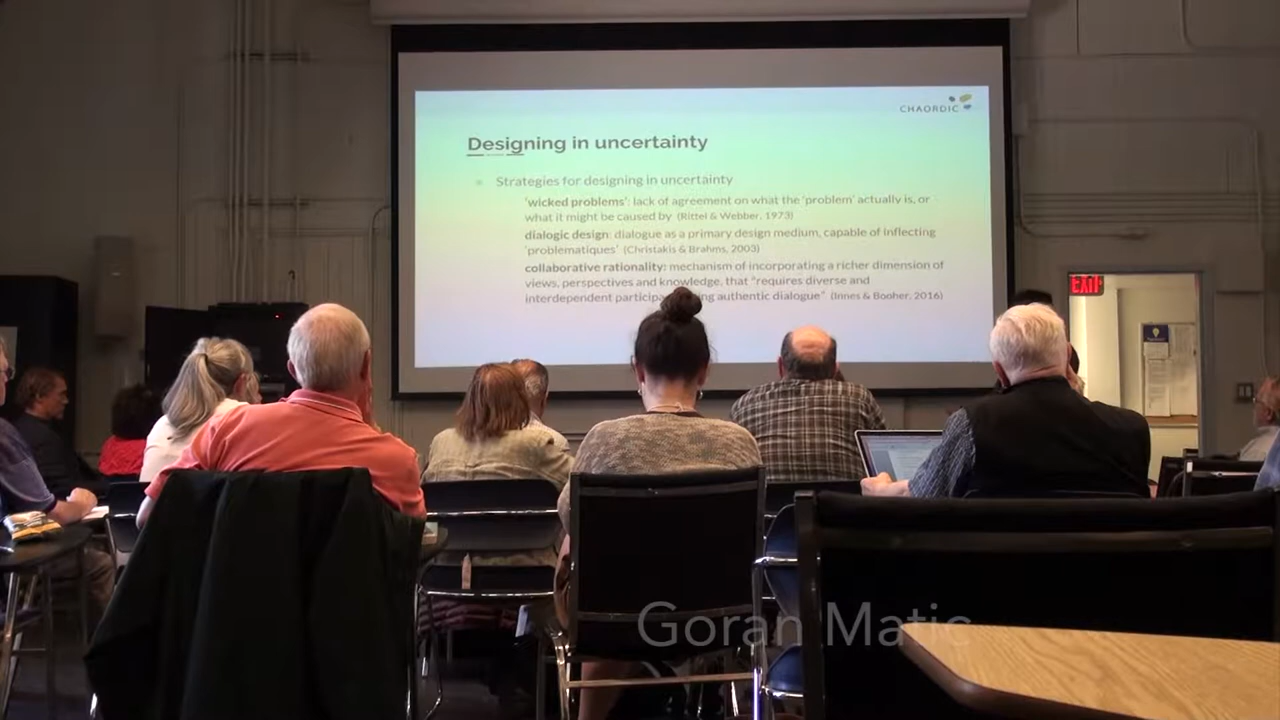 CHAORDIC
Designing in uncertainty
Strategies for designing in uncertainty
'wicked problems': lack of agreement on what the 'problem' actually is, or
what it might be caused by (Rittel & Webber, 1973)
dialogic design: dialogue as a primary design medium, capable of inflecting
'problematiques' (Christakis & Brahms, 2003)
collaborative rationality: mechanism of incorporating a richer dimension of
views, perspectives and knowledge, that "requires diverse and
interdependent authentic dialogue" (Innes & Booher, 2016)
EXIT
Goran Matic